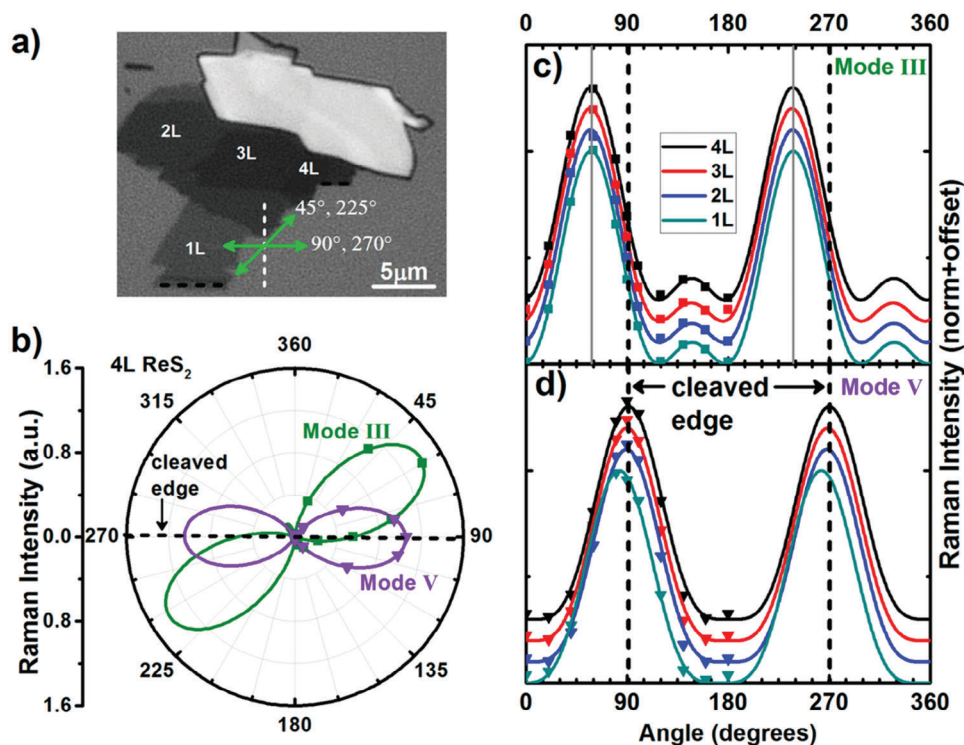 a)
2L
3L
4L
1L
45°, 225°
90°, 270°
5μm
b)
4L ReS2
Raman Intensity (a.u.)
1.6
0.8
0.0
0.8
1.6
360
315
45
Mode III
cleaved
edge
270
90
Mode V
225
135
180
0 90 180 270 360
c)
Mode III
4L
3L
2L
1L
d)
cleaved
edge
Mode V
Raman Intensity (norm+offset)
0 90 180 270 360
Angle (degrees)